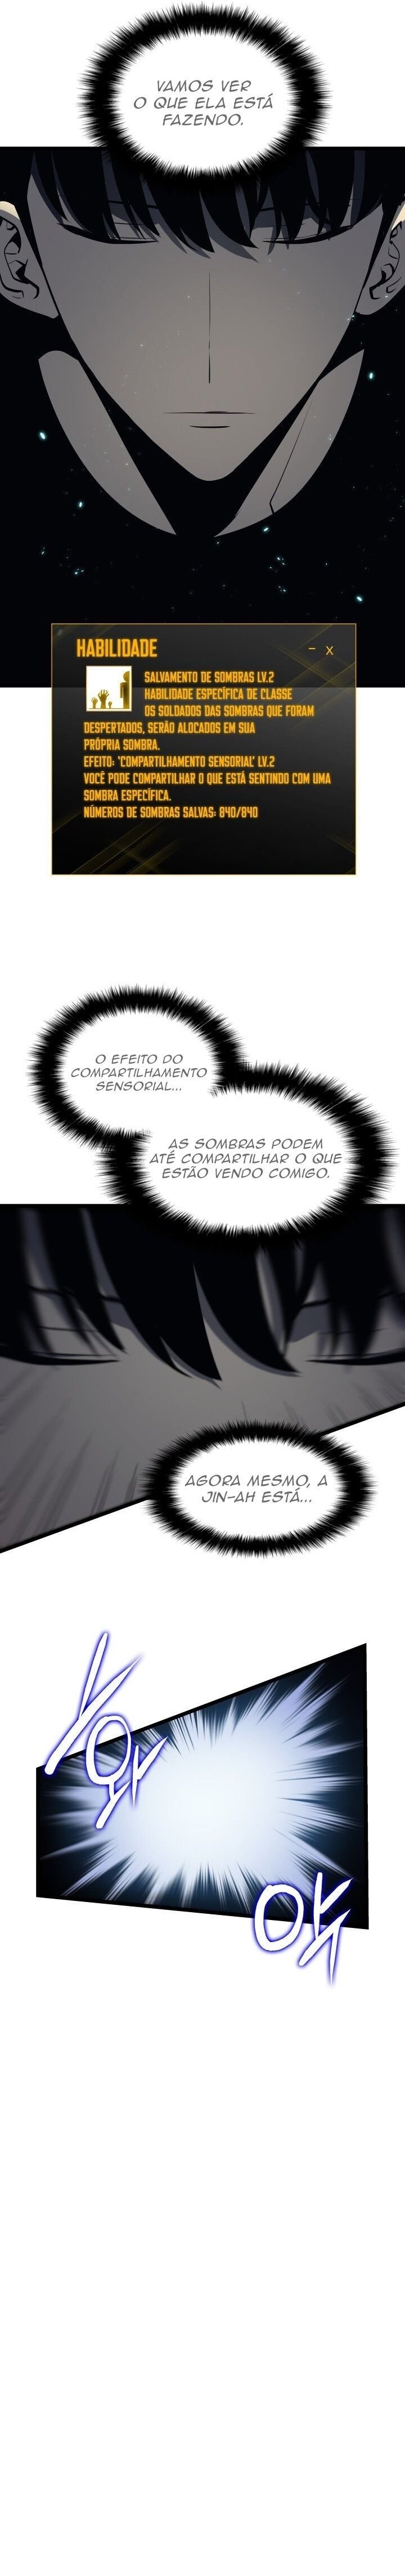 VAMOS VER
O QUE ELA ESTÁ
FAZENDO.
HABILIDADE
- X
SALVAMENTO DE SOMBRAS LV.2
HABILIDADE ESPECÍFICA DE CLASSE
OS SOLDADOS DAS SOMBRAS QUE FORAM
DESPERTADOS, SERÃO ALOCADOS EM SUA
PRÓPRIA SOMBRA.
EFEITO: 'COMPARTILHAMENTO SENSORIAL' LV.2
VOCÊ PODE COMPARTILHAR O QUE ESTÁ SENTINDO COM UMA
SOMBRA ESPECÍFICA.
NÚMEROS DE SOMBRAS SALVAS: 840/840
O EFEITO DO
COMPARTILHAMENTO
SENSORIAL...
AS SOMBRAS PODEM
ATÉ COMPARTILHAR O QUE
ESTÃO VENDO COMIGO.
AGORA MESMO, A
JIN-AH ESTÁ...